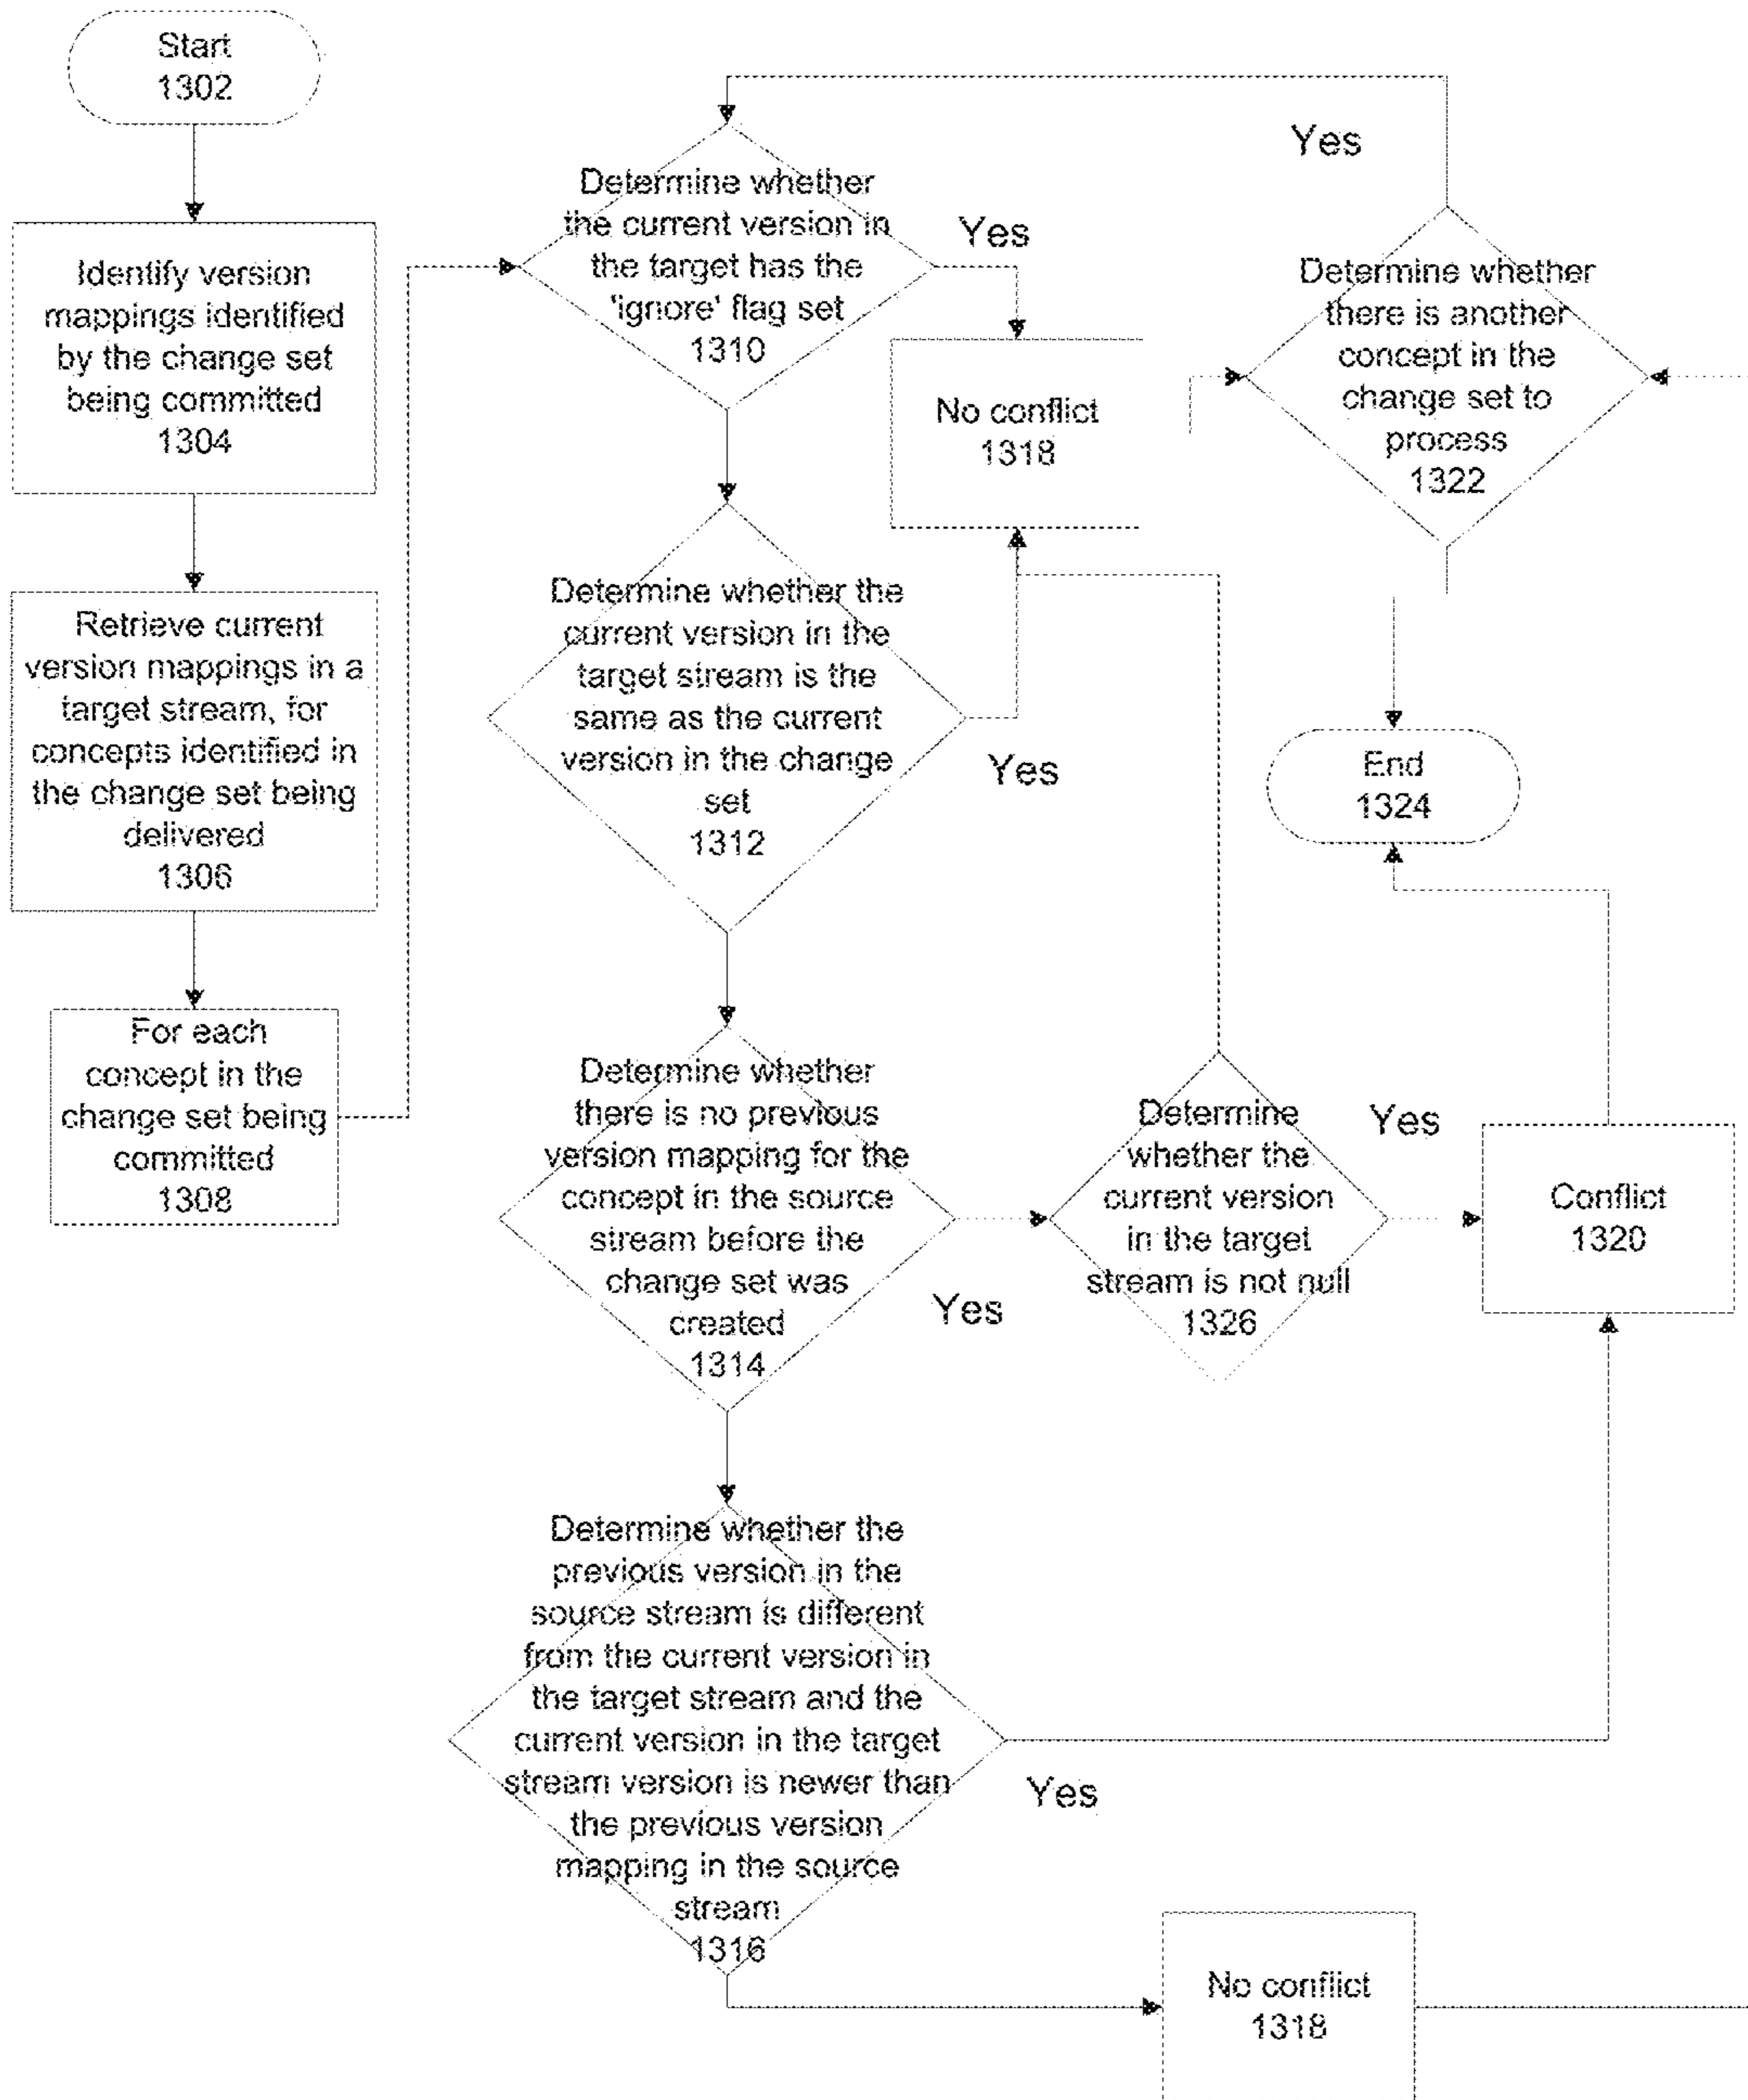 Start
1302
Identify version
mappings identified
by the change set
being committed
1304
Retrieve current
version mappings in a
target stream, for
concepts identified in
the change set being
delivered
1306
For each
concept in the
change set being
committed
1308
Determine whether
the current version in
the target has the
'ignore' flag set
1310
Yes
Determine whether the
current version in the
target stream is the
same as the current
version in the change
set
1312
Yes
Determine whether
there is no previous
version mapping for the
concept in the source
stream before the
change set was
created
1314
Yes
Determine whether the
previous version in the
source stream is different
from the current version in
the target stream and the
current version in the target
stream version is newer than
the previous version
mapping in the source
stream
1316
Yes
No conflict
1318
Determine
whether the
current version
in the target
stream is not null
1326
Yes
Conflict
1320
Yes
Determine whether
there is another
concept in the
change set to
process
1322
End
1324
No conflict
1318